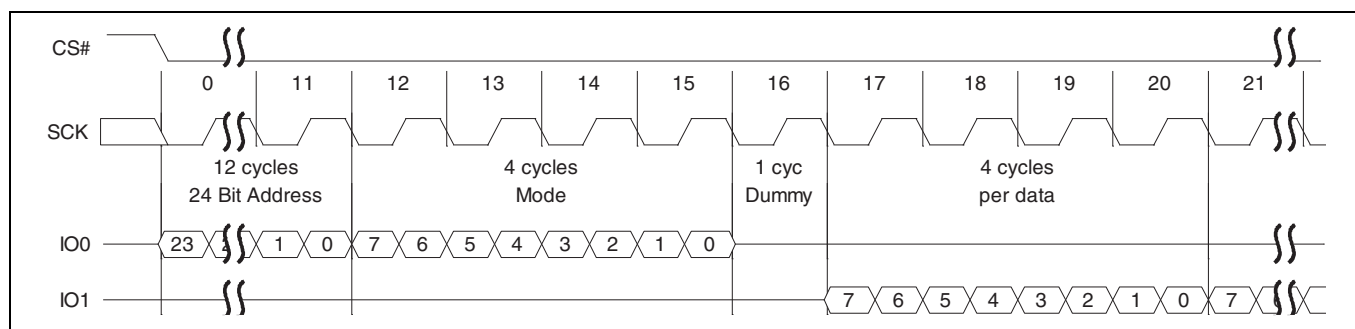 CS#
0 11 12 13 14 15 16 17 18 19 20 21
SCK
12 cycles 4 cycles 1 cyc 4 cycles
24 Bit Address Mode Dummy per data
IO0 23 1 0 7 6 5 4 3 2 1 0
IO1 7 6 5 4 3 2 1 0 7